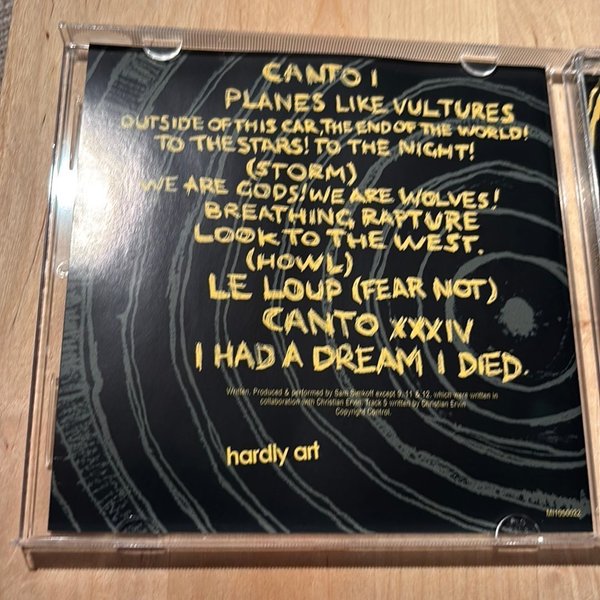 CANTO I
PLANES LIKE VULTURES
OUTSIDE OF THIS CAR, THE END OF THE WORLD!
TO THE STARS! TO THE NIGHT!
(STORM)
WE ARE GODS! WE ARE WOLVES!
BREATHING RAPTURE
LOOK TO THE WEST.
(HOWL)
LE LOUP (FEAR NOT)
CANTO XXXIV
I HAD A DREAM I DIED.
Written, Produced & performed by Sam Simkoff except 9, 11 & 12, which were written in
collaboration with Christian Ervin. Track 5 written by Christian Ervin
Copyright Control.
hardly art
MI1050022